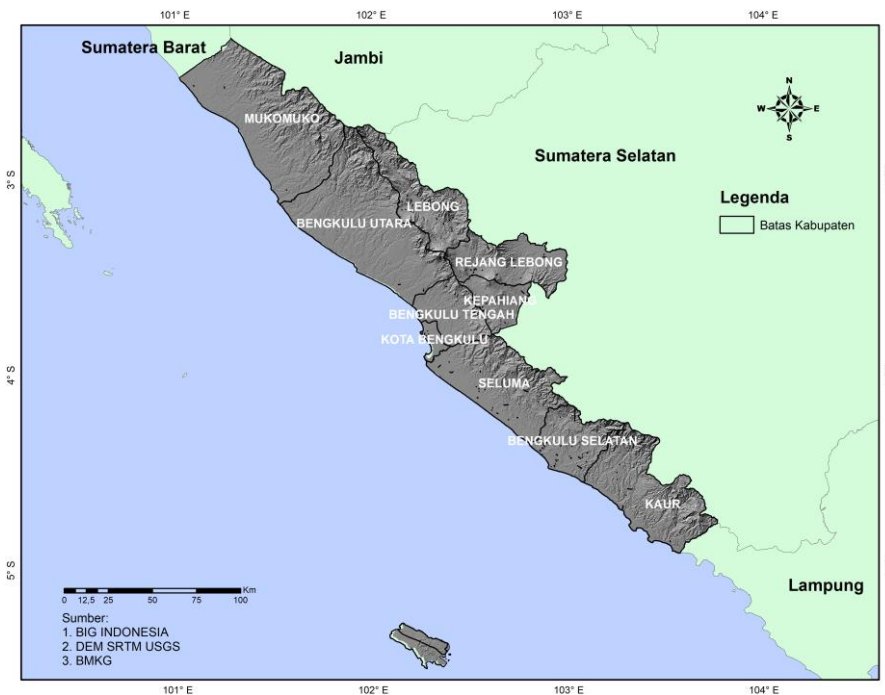 101° E
102° E
103° E
104° E
Sumatera Barat
Jambi
N
W
E
S
MUKOMUKO
Sumatera Selatan
3° S
LEBONG
Legenda
BENGKULU UTARA
Batas Kabupaten
REJANG LEBONG
KEPAHIANG
BENGKULU TENGAH
KOTA BENGKULU
4° S
SELUMA
BENGKULU SELATAN
KAUR
5° S
Lampung
Km
0 12,5 25 50 75 100
Sumber:
1. BIG INDONESIA
2. DEM SRTM USGS
3. BMKG
101° E
102° E
103° E
104° E